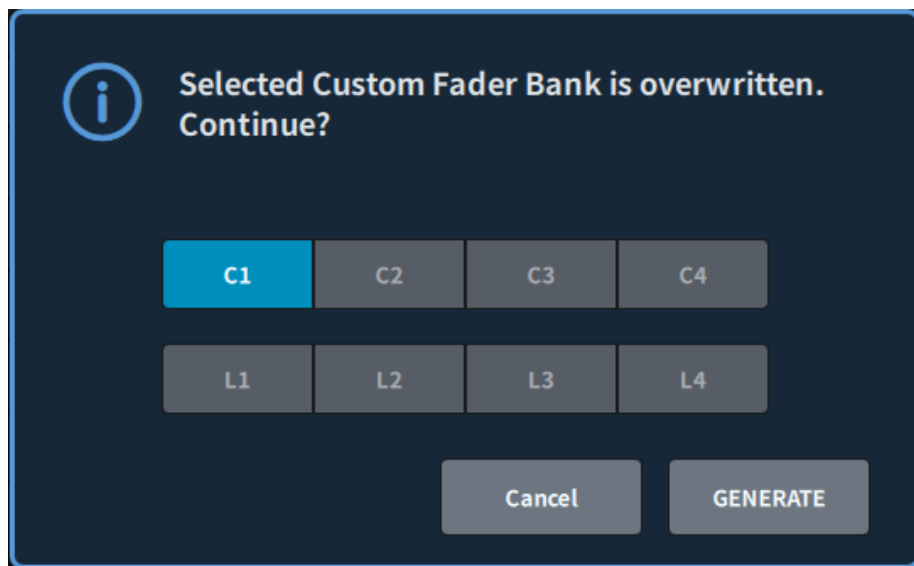 Selected Custom Fader Bank is overwritten.
Continue?
C1 C2 C3 C4
L1 L2 L3 L4
Cancel GENERATE